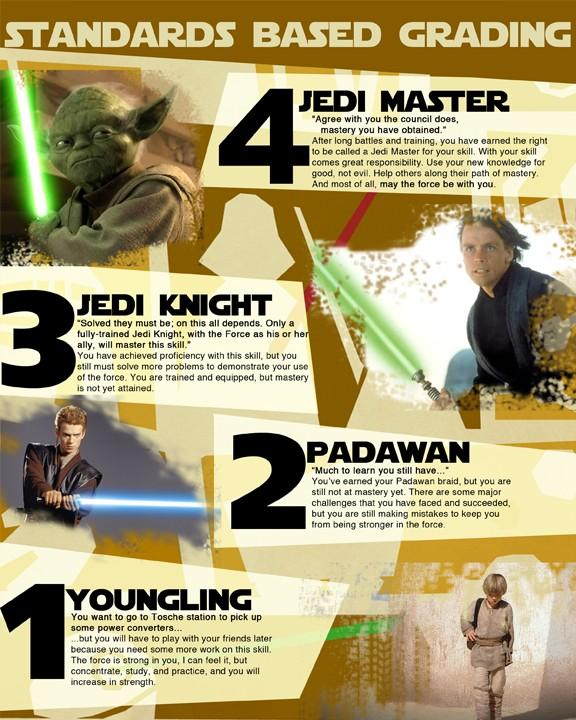 STANDARDS BASED GRADING
4
JEDI MASTER
"Agree with you the council does,
mastery you have obtained."
After long battles and training, you have earned the right
to be called a Jedi Master for your skill. With your skill
comes great responsibility. Use your new knowledge for
good, not evil. Help others along their path of mastery.
And most of all, may the force be with you.
3
JEDI KNIGHT
"Solved they must be; on this all depends. Only a
fully-trained Jedi Knight, with the Force as his or her
ally, will master this skill."
You have achieved proficiency with this skill, but you
still must solve more problems to demonstrate your use
of the force. You are trained and equipped, but mastery
is not yet attained.
2
PADAWAN
"Much to learn you still have..."
You've earned your Padawan braid, but you are
still not at mastery yet. There are some major
challenges that you have faced and succeeded,
but you are still making mistakes to keep you
from being stronger in the force.
1
YOUNGLING
You want to go to Tosche station to pick up
some power converters...
...but you will have to play with your friends later
because you need some more work on this skill.
The force is strong in you, I can feel it, but
concentrate, study, and practice, and you will
increase in strength.